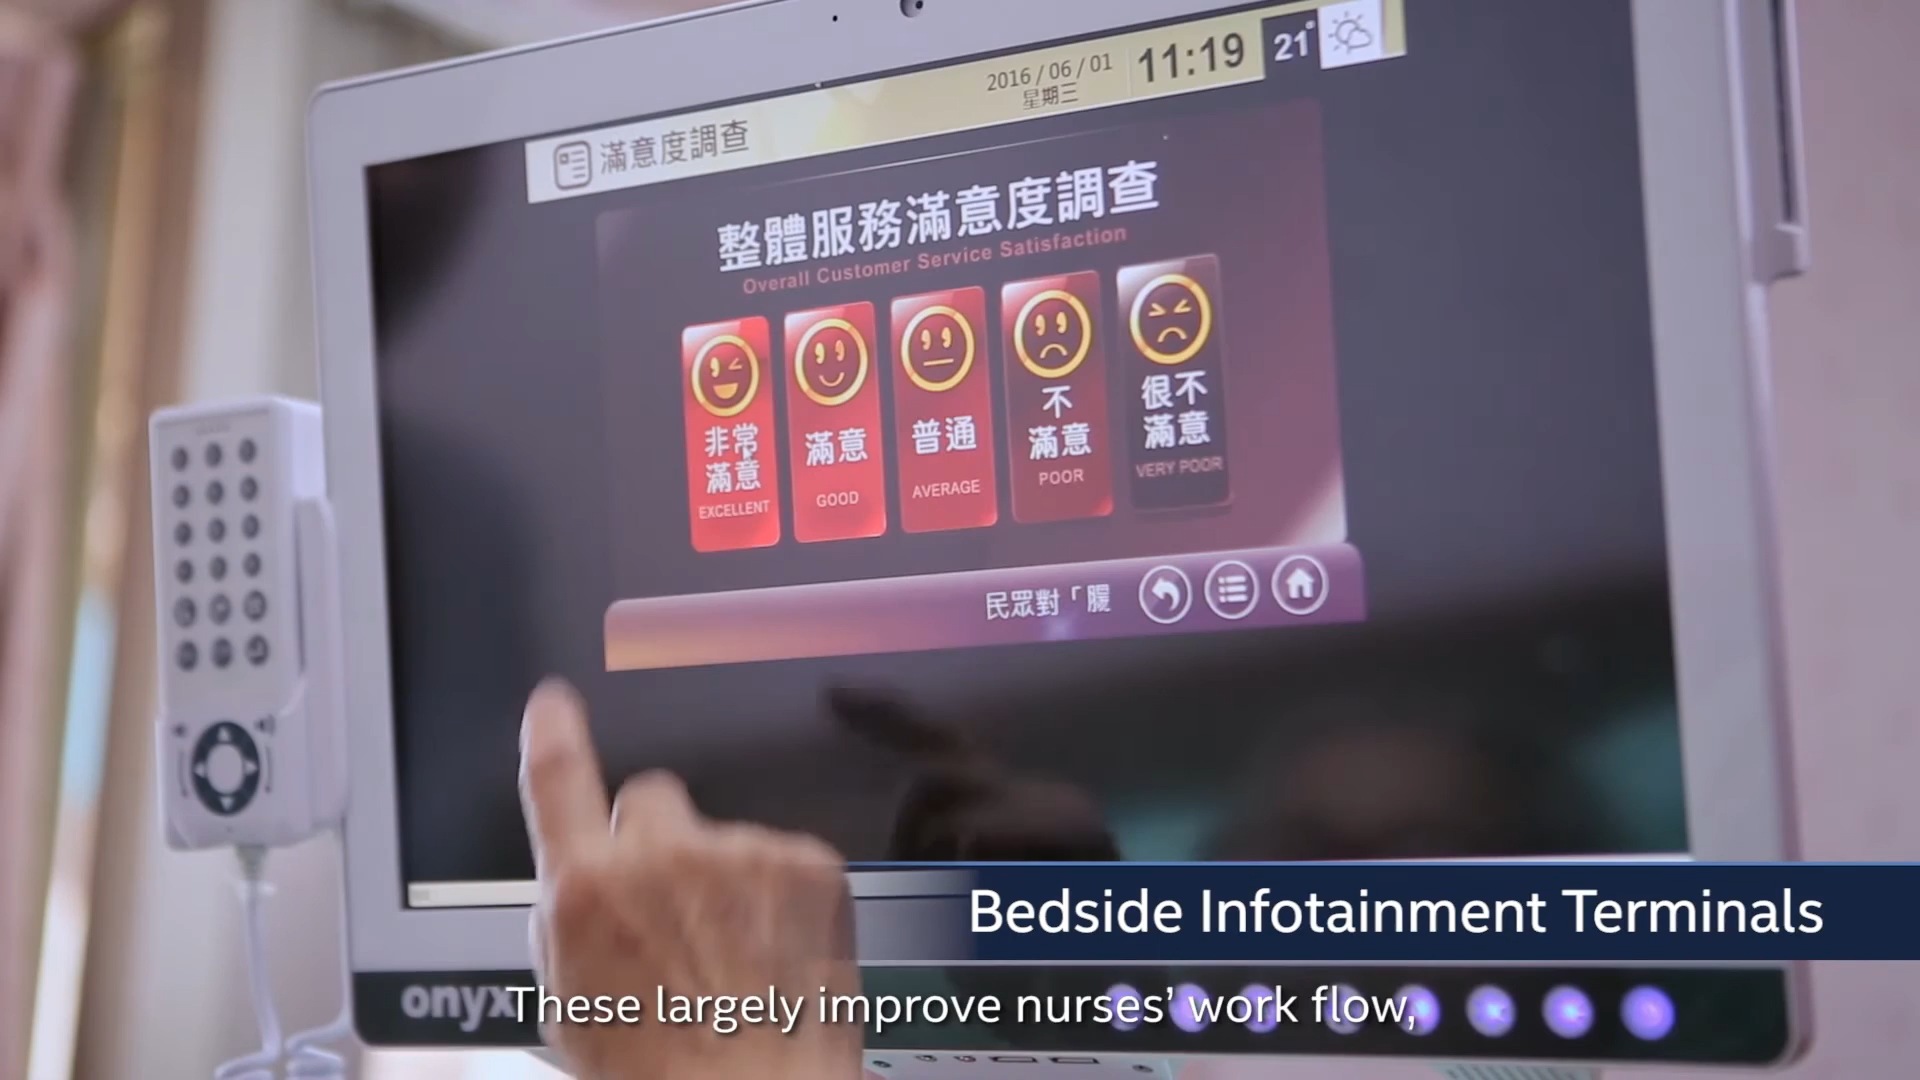 2016 / 06 / 01
星期三
11:19
21°
滿意度調查
整體服務滿意度調查
Overall Customer Service Satisfaction
非常
滿意
EXCELLENT
滿意
GOOD
普通
AVERAGE
不
滿意
POOR
很不
滿意
VERY POOR
民眾對「腸
Bedside Infotainment Terminals
onyx
These largely improve nurses’ work flow,